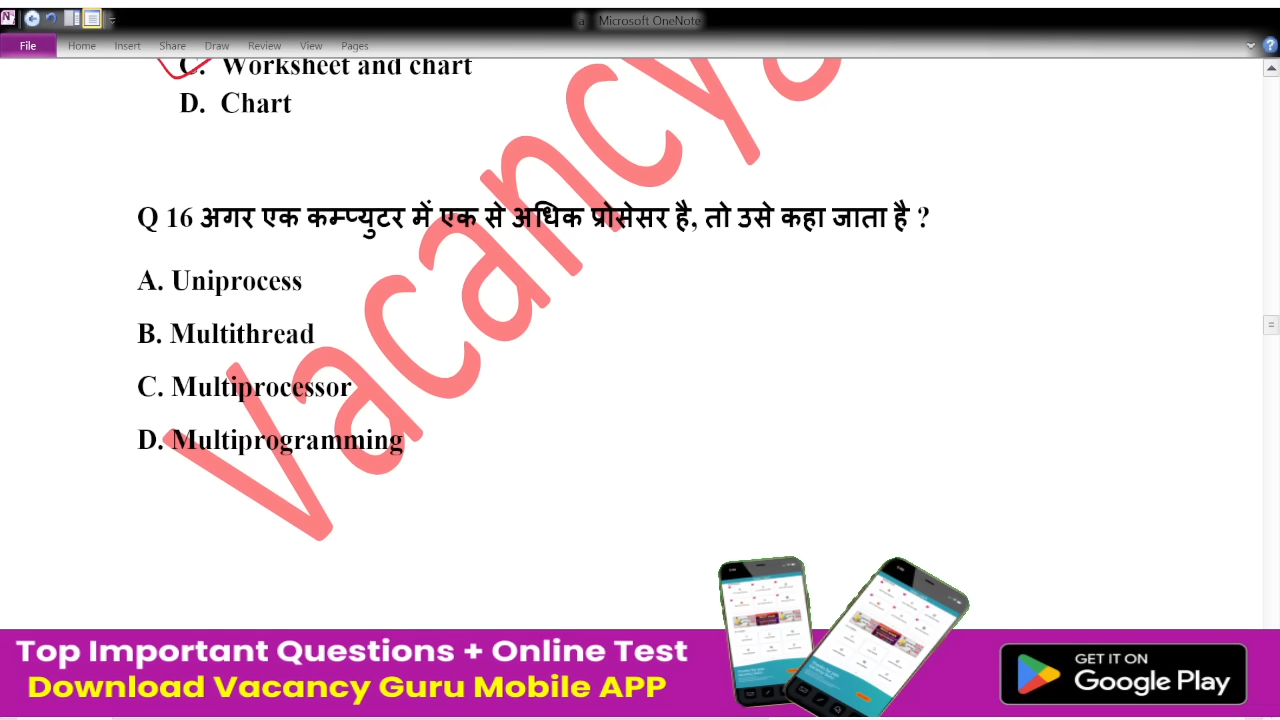 a Microsoft OneNote
File Home Insert Share Draw Review View Pages
C. Worksheet and chart
D. Chart
Q 16 अगर एक कम्प्युटर में एक से अधिक प्रोसेसर है, तो उसे कहा जाता है ?
A. Uniprocess
B. Multithread
C. Multiprocessor
D. Multiprogramming
Vacancy
Top Important Questions + Online Test
Download Vacancy Guru Mobile APP
GET IT ON
Google Play